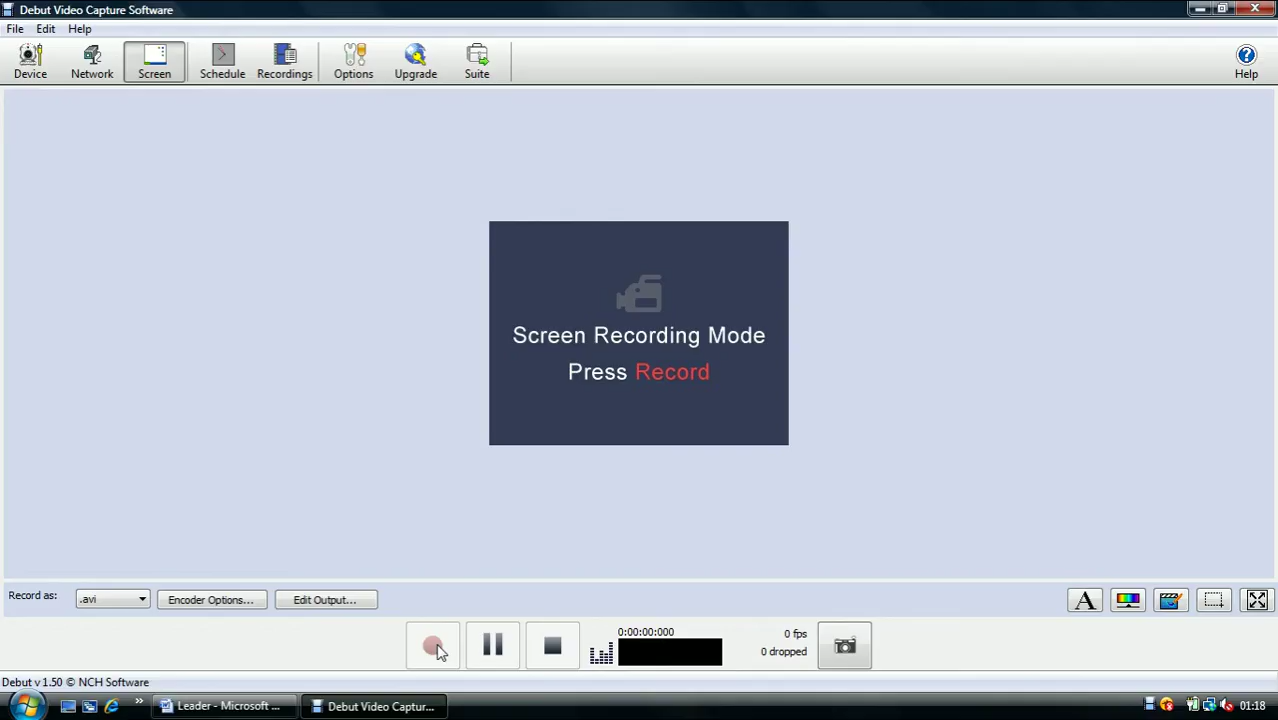 Debut Video Capture Software
File Edit Help
Device Network Screen Schedule Recordings Options Upgrade Suite Help
Screen Recording Mode
Press Record
Record as: .avi Encoder Options... Edit Output... A
0:00:00:000 0 fps
0 dropped
Debut v 1.50 © NCH Software
Leader - Microsoft ... Debut Video Captur... 01:18